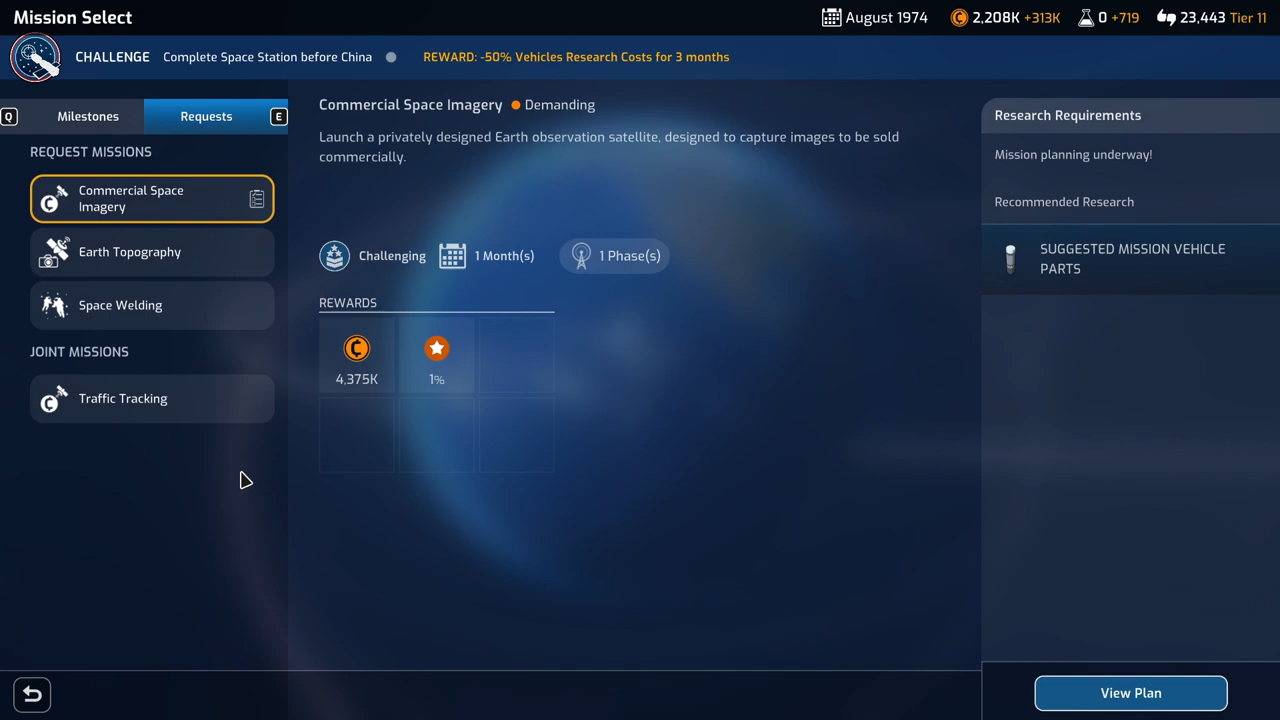 Mission Select
August 1974
2,208K +313K
0 +719
23,443 Tier 11
CHALLENGE Complete Space Station before China
REWARD: -50% Vehicles Research Costs for 3 months
Q
Milestones
Requests
E
REQUEST MISSIONS
Commercial Space
Imagery
Earth Topography
Space Welding
JOINT MISSIONS
Traffic Tracking
Commercial Space Imagery
Demanding
Launch a privately designed Earth observation satellite, designed to capture images to be sold
commercially.
Challenging
1 Month(s)
1 Phase(s)
REWARDS
4,375K
1%
Research Requirements
Mission planning underway!
Recommended Research
SUGGESTED MISSION VEHICLE
PARTS
View Plan